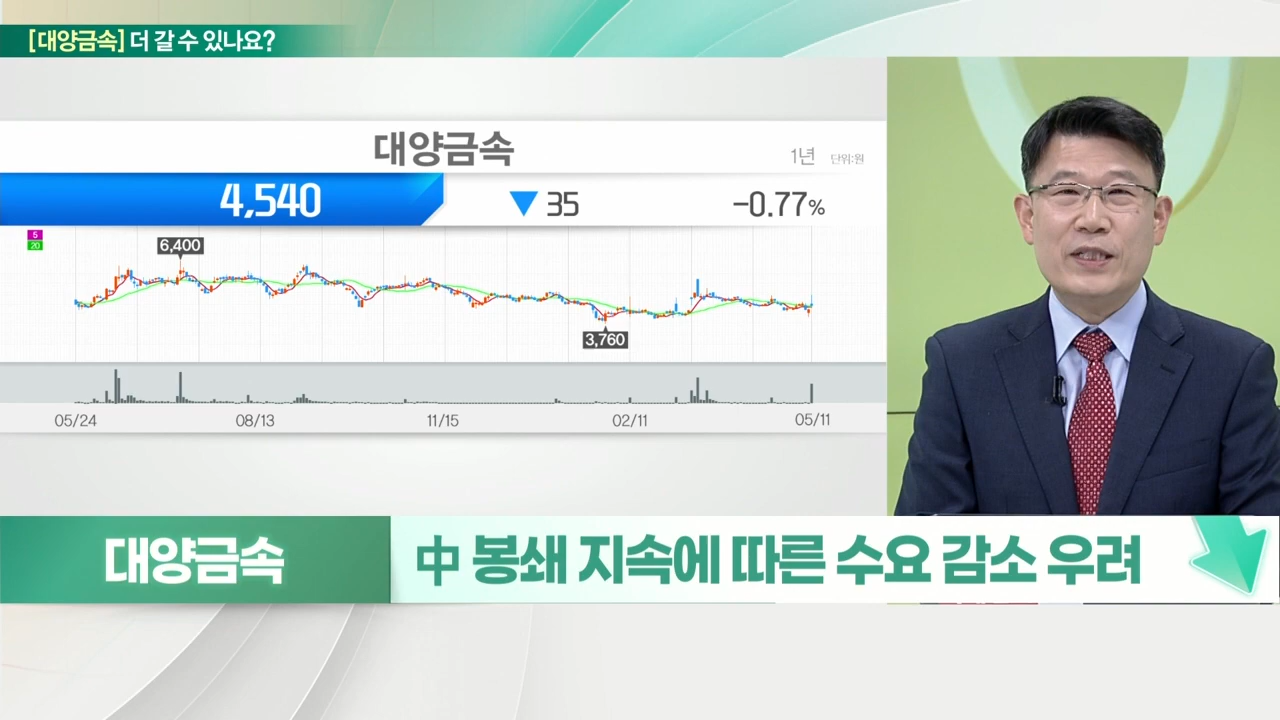 [대양금속] 더 갈 수 있나요?
대양금속
1년 단위:원
4,540 ▼ 35 -0.77%
5
20
6,400
3,760
05/24 08/13 11/15 02/11 05/11
대양금속 中 봉쇄 지속에 따른 수요 감소 우려